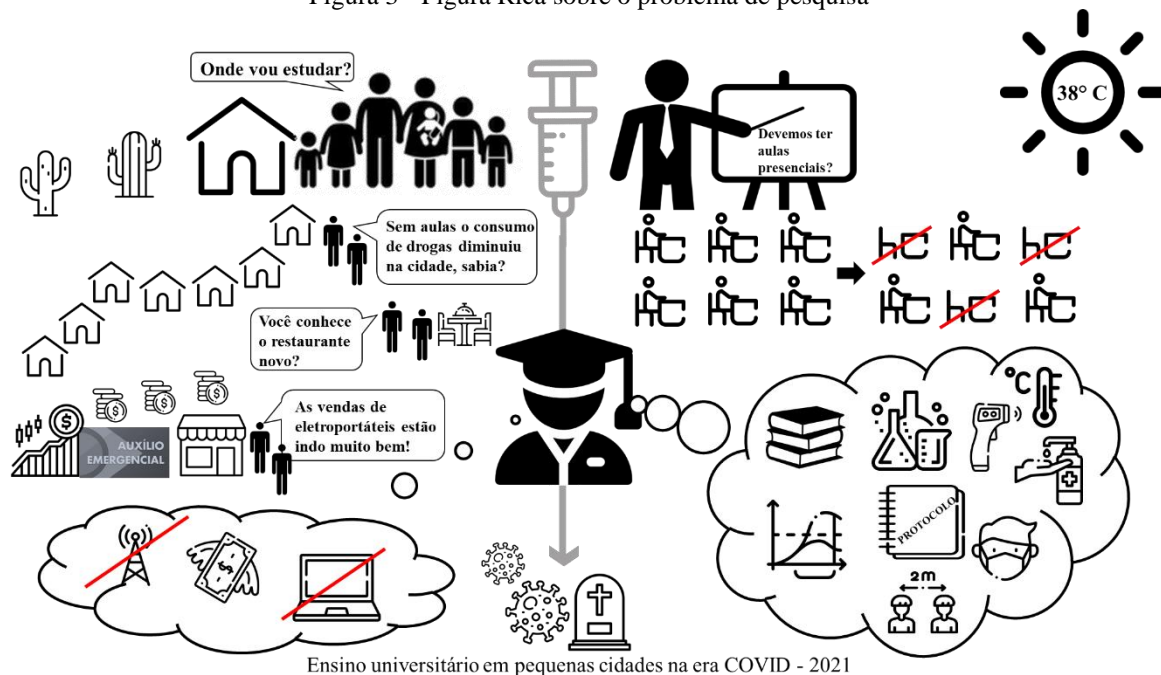 Figura 3 - Figura Rica sobre o problema de pesquisa
Onde vou estudar?
Devemos ter
aulas
presenciais?
38° C
Sem aulas o consumo
de drogas diminuiu
na cidade, sabia?
Você conhece
o restaurante
novo?
As vendas de
eletroportáteis estão
indo muito bem!
$
$
$
$
AUXÍLIO
EMERGENCIAL
$
°C
PROTOCOLO
2m
Ensino universitário em pequenas cidades na era COVID - 2021